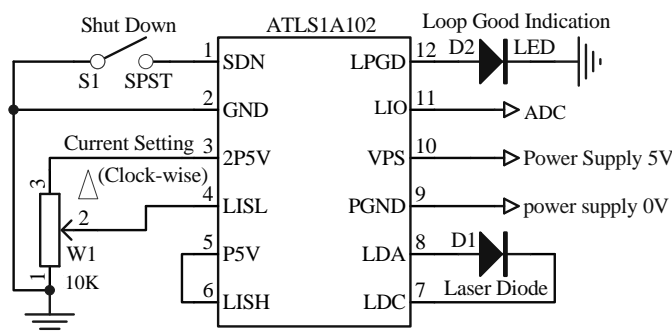 ATLS1A102
Shut Down
Loop Good Indication
S1 SPST
1 SDN
LPGD 12 D2 LED
2 GND
LIO 11 ADC
Current Setting
3 2P5V
VPS 10 Power Supply 5V
(Clock-wise)
4 LISL
PGND 9 power supply 0V
3
2
W1
1
10K
5 P5V
LDA 8 D1
Laser Diode
6 LISH
LDC 7